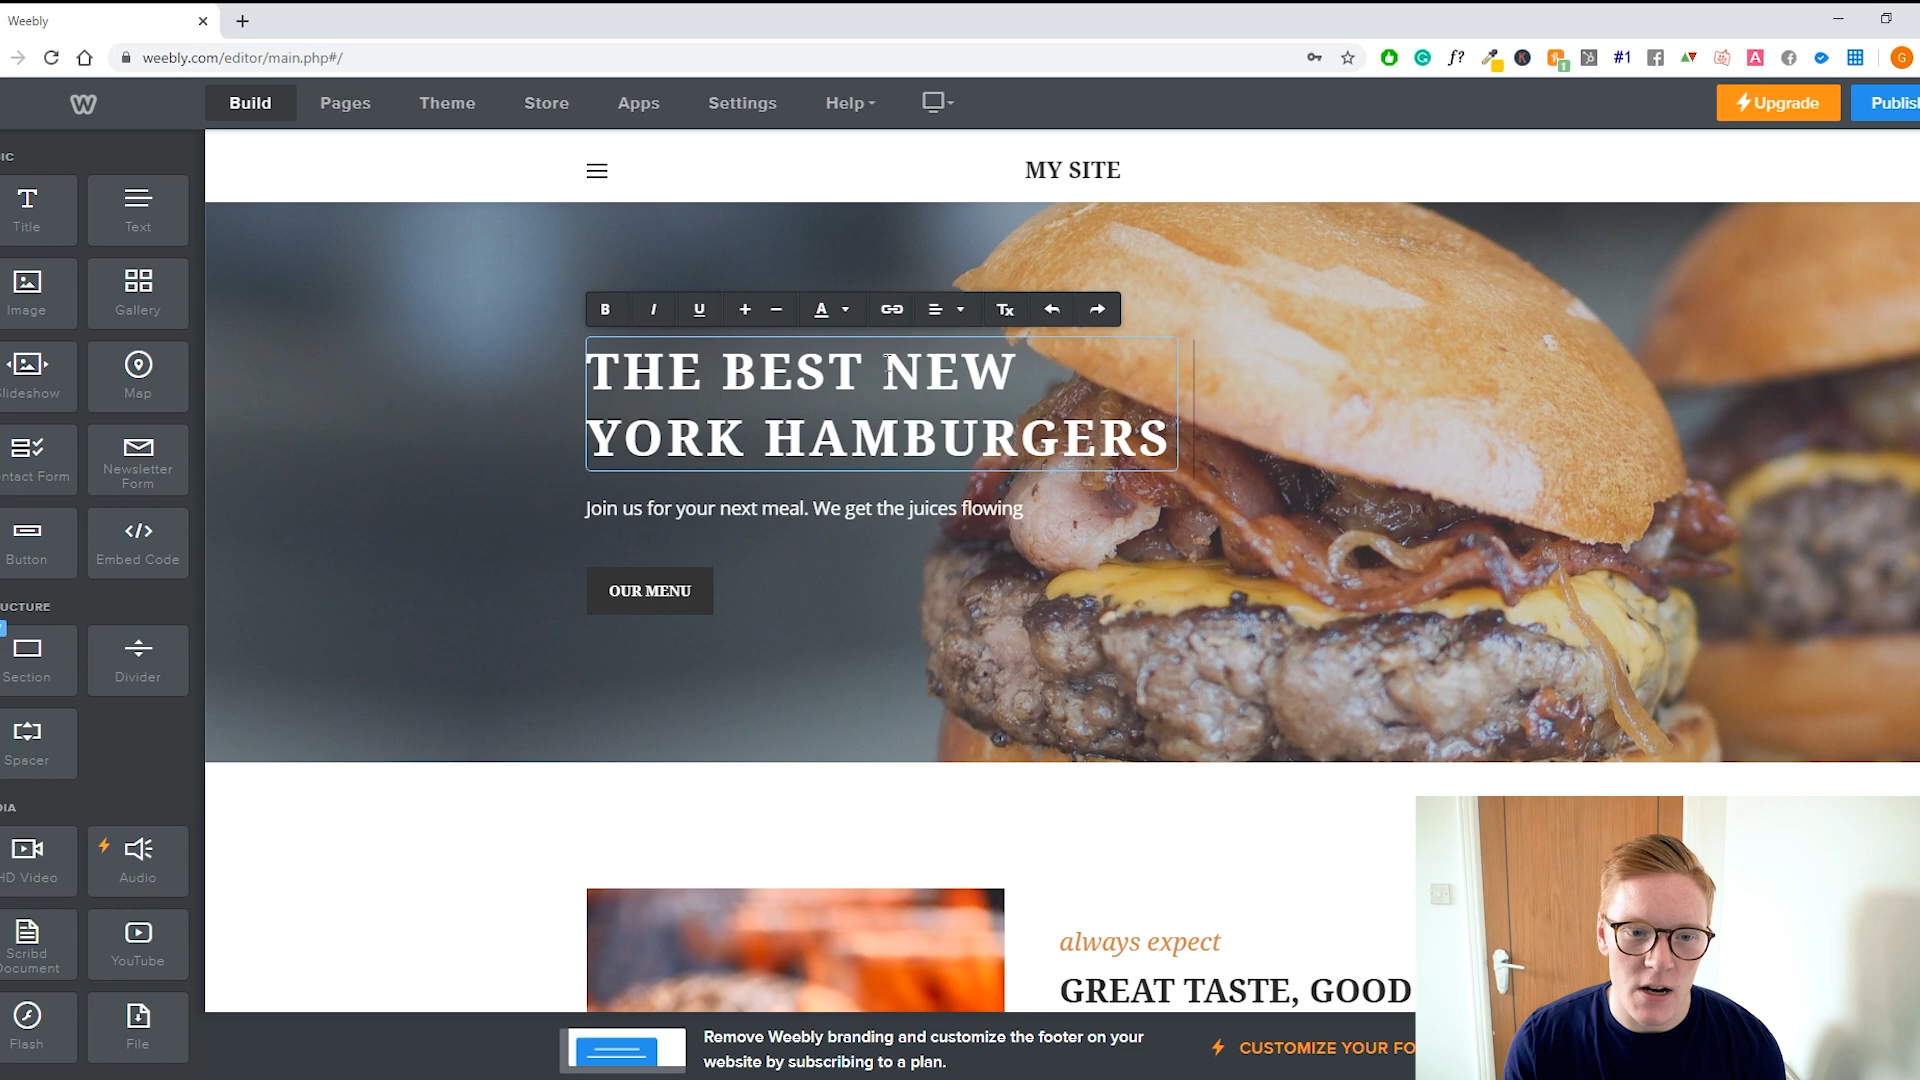 Weebly
weebly.com/editor/main.php#/
f?
K
1
#1
A
G
Build
Pages
Theme
Store
Apps
Settings
Help
Upgrade
Publis
IC
Title
Text
Image
Gallery
lideshow
Map
ntact Form
Newsletter
Form
Button
Embed Code
UCTURE
Section
Divider
Spacer
DIA
HD Video
Audio
Scribd
Document
YouTube
Flash
File
MY SITE
B I U + − A Tx
THE BEST NEW
YORK HAMBURGERS
Join us for your next meal. We get the juices flowing
OUR MENU
always expect
GREAT TASTE, GOOD
Remove Weebly branding and customize the footer on your
website by subscribing to a plan.
CUSTOMIZE YOUR FO